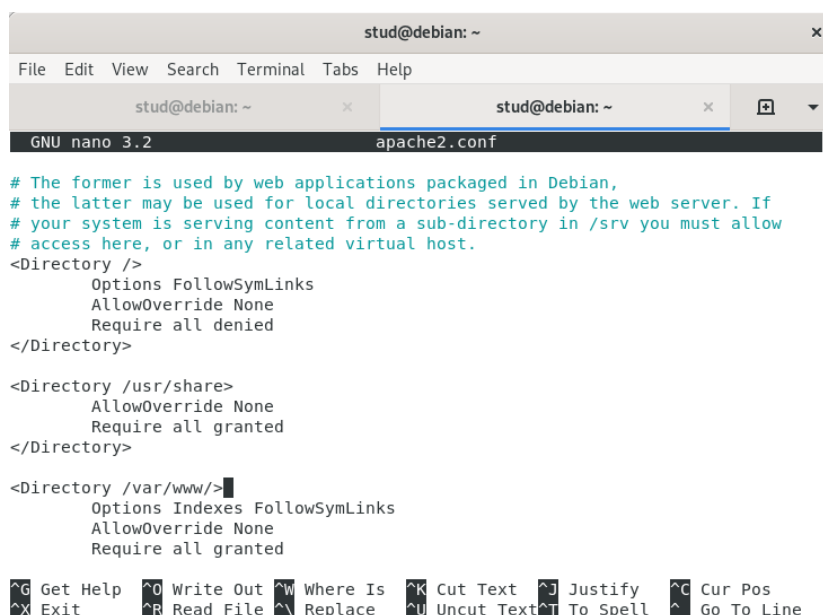 stud@debian: ~ ×
File Edit View Search Terminal Tabs Help
stud@debian: ~ × stud@debian: ~ ×
GNU nano 3.2 apache2.conf
# The former is used by web applications packaged in Debian,
# the latter may be used for local directories served by the web server. If
# your system is serving content from a sub-directory in /srv you must allow
# access here, or in any related virtual host.
<Directory />
        Options FollowSymLinks
        AllowOverride None
        Require all denied
</Directory>
<Directory /usr/share>
        AllowOverride None
        Require all granted
</Directory>
<Directory /var/www/>
        Options Indexes FollowSymLinks
        AllowOverride None
        Require all granted
^G Get Help ^O Write Out ^W Where Is ^K Cut Text ^J Justify ^C Cur Pos
^X Exit ^R Read File ^\ Replace ^U Uncut Text ^T To Spell ^_ Go To Line